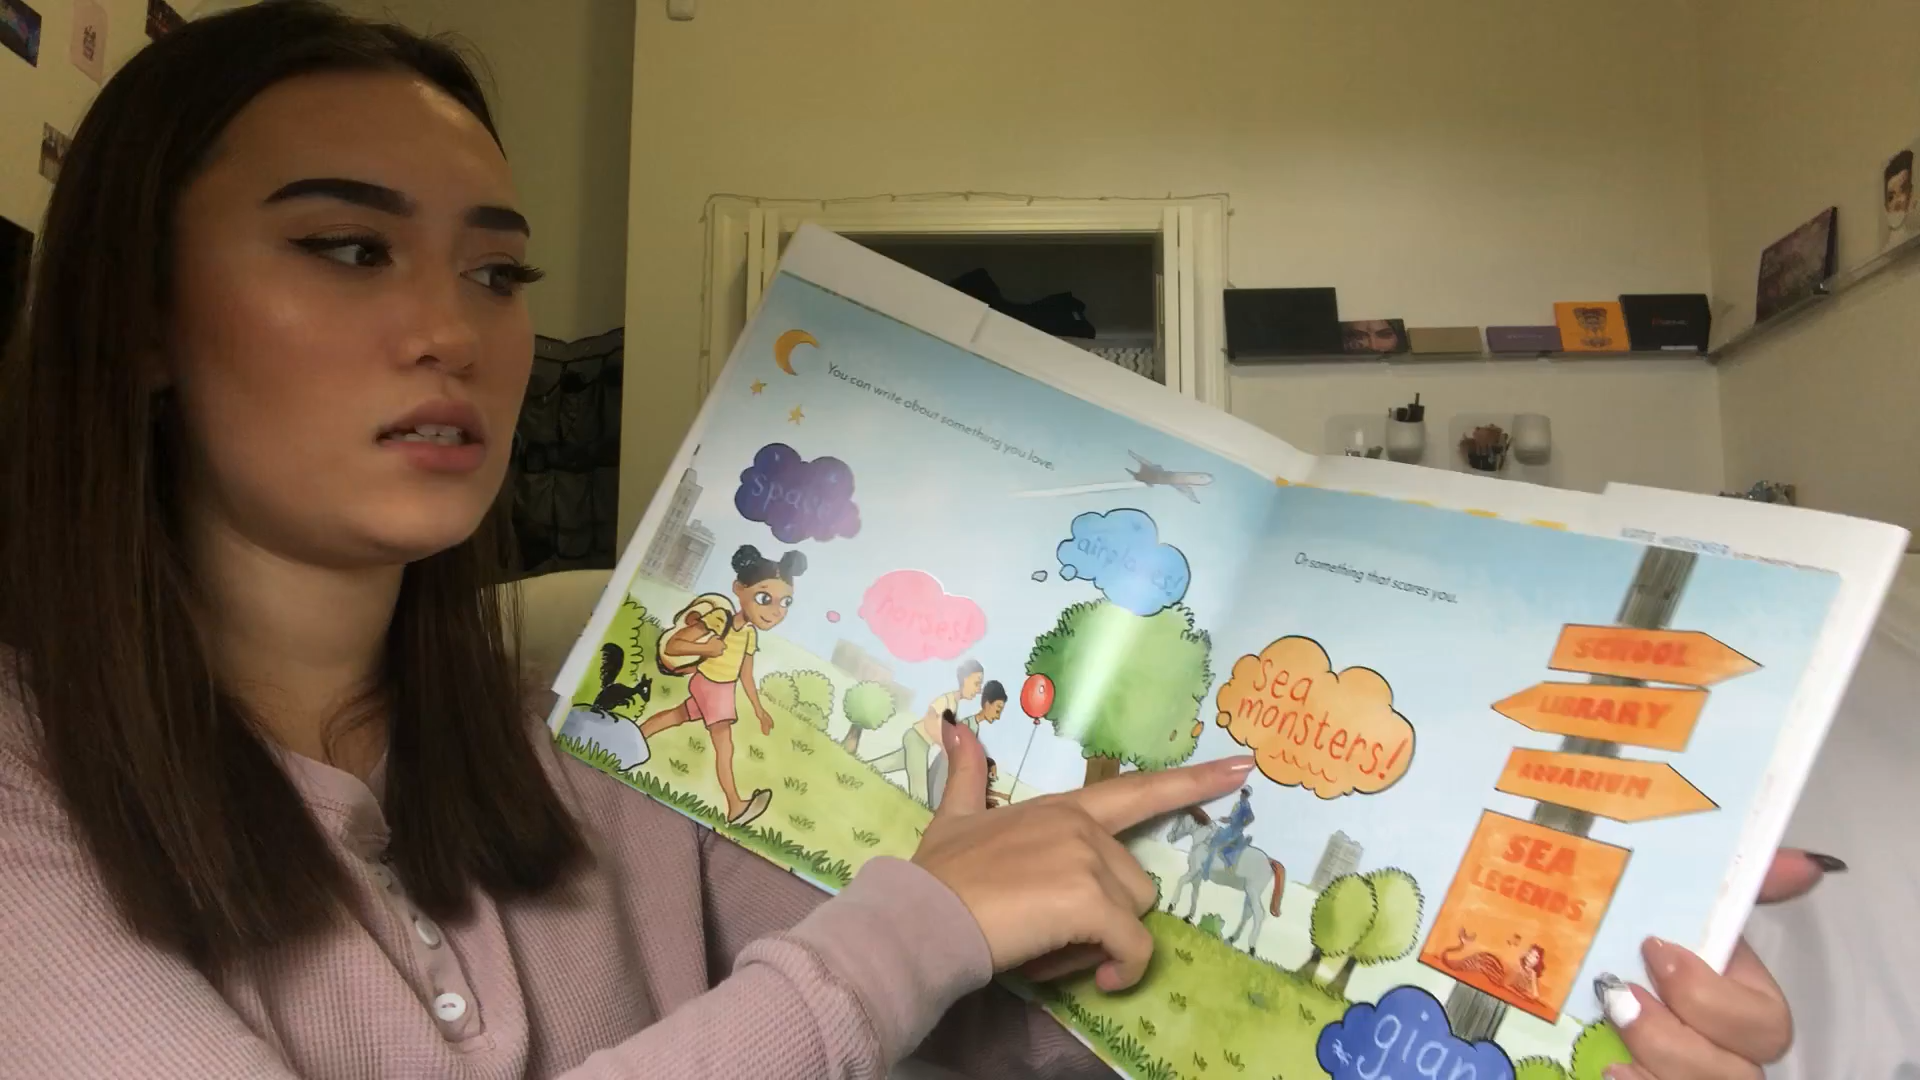 You can write about something you love.
space
horses!
airplanes!
Or something that scares you.
sea
monsters!
SCHOOL
LIBRARY
AQUARIUM
SEA
LEGENDS